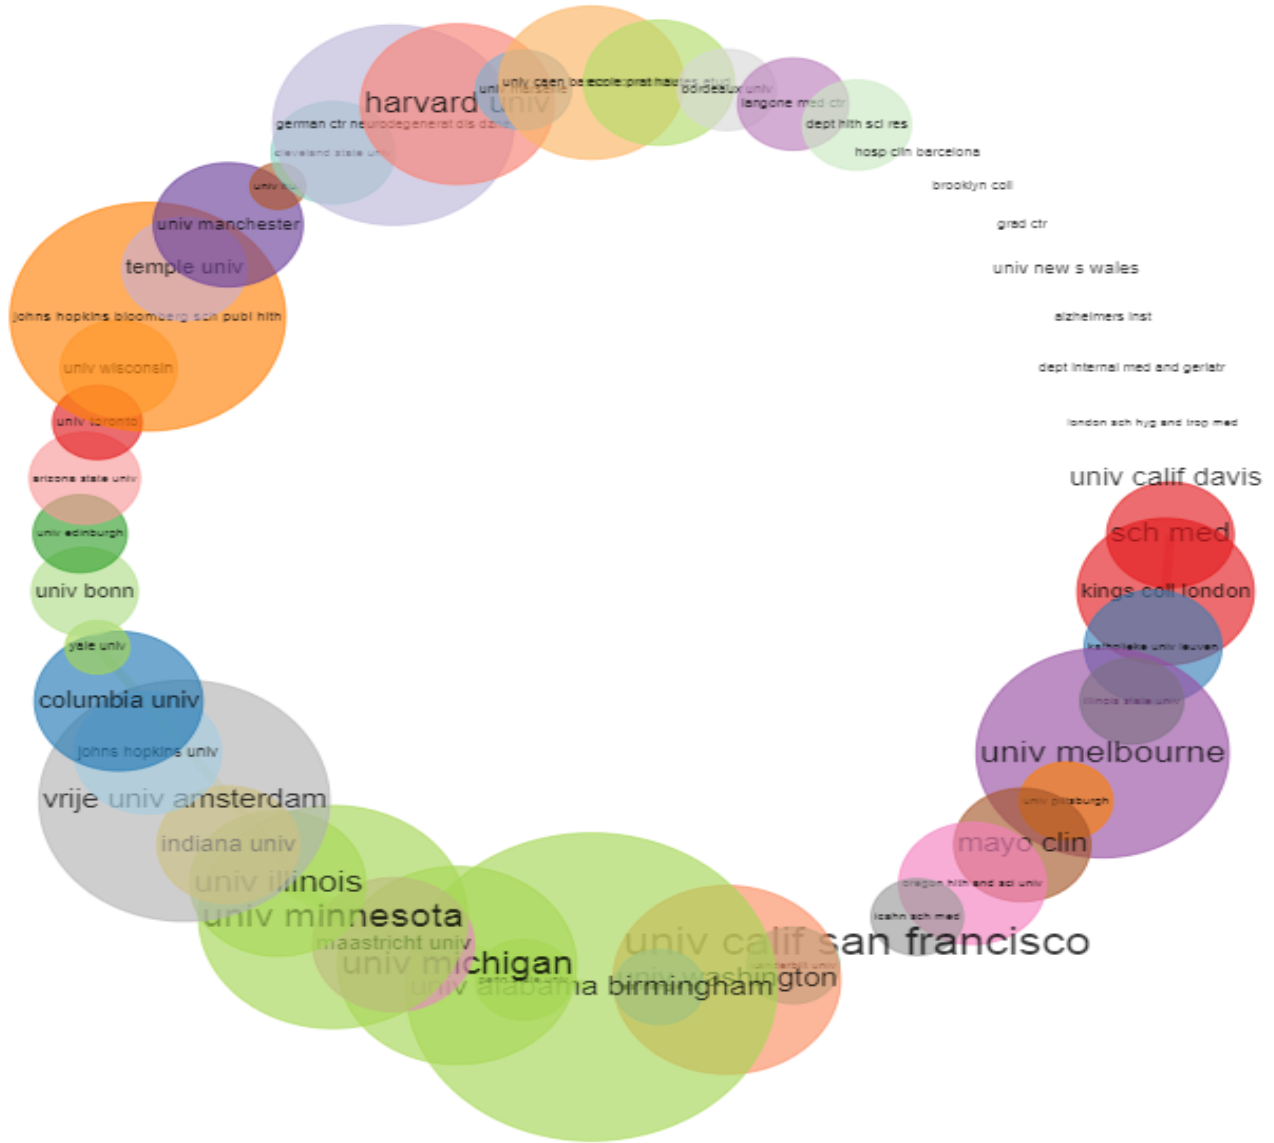 harvard univ
univ caen
ecole prat hautes etud
bordeaux univ
langone med ctr
german ctr neurodegenerat dis dzne
dept hlth sci res
cleveland state univ
hosp clin barcelona
univ
brooklyn coll
univ manchester
grad ctr
temple univ
univ new s wales
johns hopkins bloomberg sch publ hlth
alzheimers inst
univ wisconsin
dept internal med and geriatr
univ toronto
london sch hyg and trop med
arizona state univ
univ calif davis
univ edinburgh
sch med
univ bonn
kings coll london
yale univ
katholieke univ leuven
columbia univ
illinois state univ
johns hopkins univ
univ melbourne
vrije univ amsterdam
univ pittsburgh
indiana univ
mayo clin
univ illinois
oregon hlth and sci univ
univ minnesota
icahn sch med
maastricht univ
univ calif san francisco
univ michigan
vanderbilt univ
univ washington
univ alabama birmingham